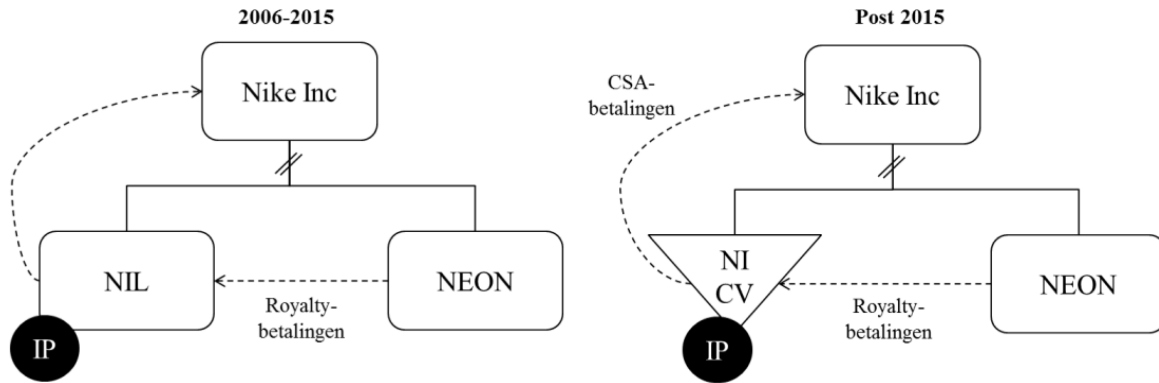 2006-2015
Nike Inc
NIL
NEON
Royalty-
betalingen
IP
Post 2015
CSA-
betalingen
Nike Inc
NI
CV
NEON
Royalty-
betalingen
IP